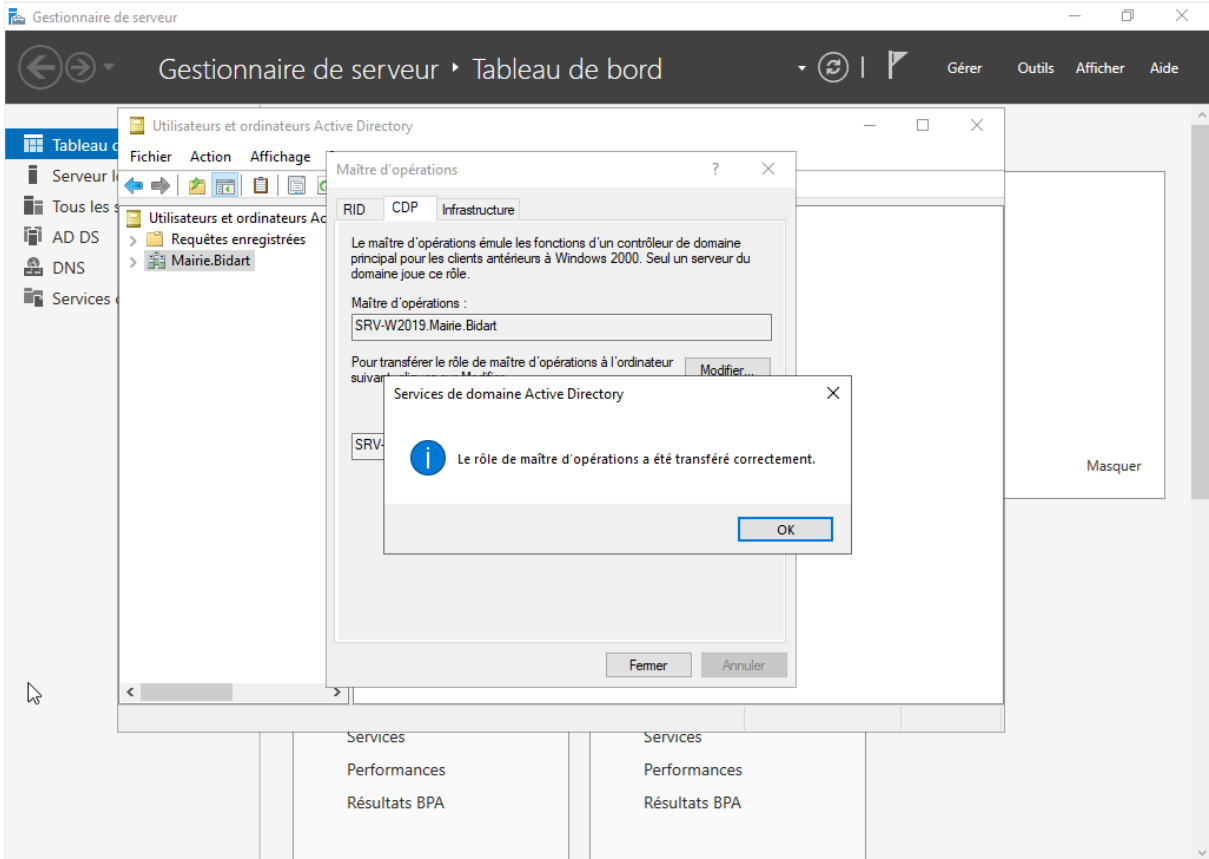 Gestionnaire de serveur
Gestionnaire de serveur ‣ Tableau de bord
Gérer
Outils
Afficher
Aide
Tableau
Serveur
Tous les
AD DS
DNS
Services
Utilisateurs et ordinateurs Active Directory
Fichier Action Affichage
Utilisateurs et ordinateurs
Requêtes enregistrées
Mairie.Bidart
Maître d'opérations
RID CDP Infrastructure
Le maître d'opérations émule les fonctions d'un contrôleur de domaine
principal pour les clients antérieurs à Windows 2000. Seul un serveur du
domaine joue ce rôle.
Maître d'opérations :
SRV-W2019.Mairie.Bidart
Pour transférer le rôle de maître d'opérations à l'ordinateur
Modifier...
SRV-
Services de domaine Active Directory
Le rôle de maître d'opérations a été transféré correctement.
OK
Fermer
Annuler
Masquer
Services
Performances
Résultats BPA
Services
Performances
Résultats BPA